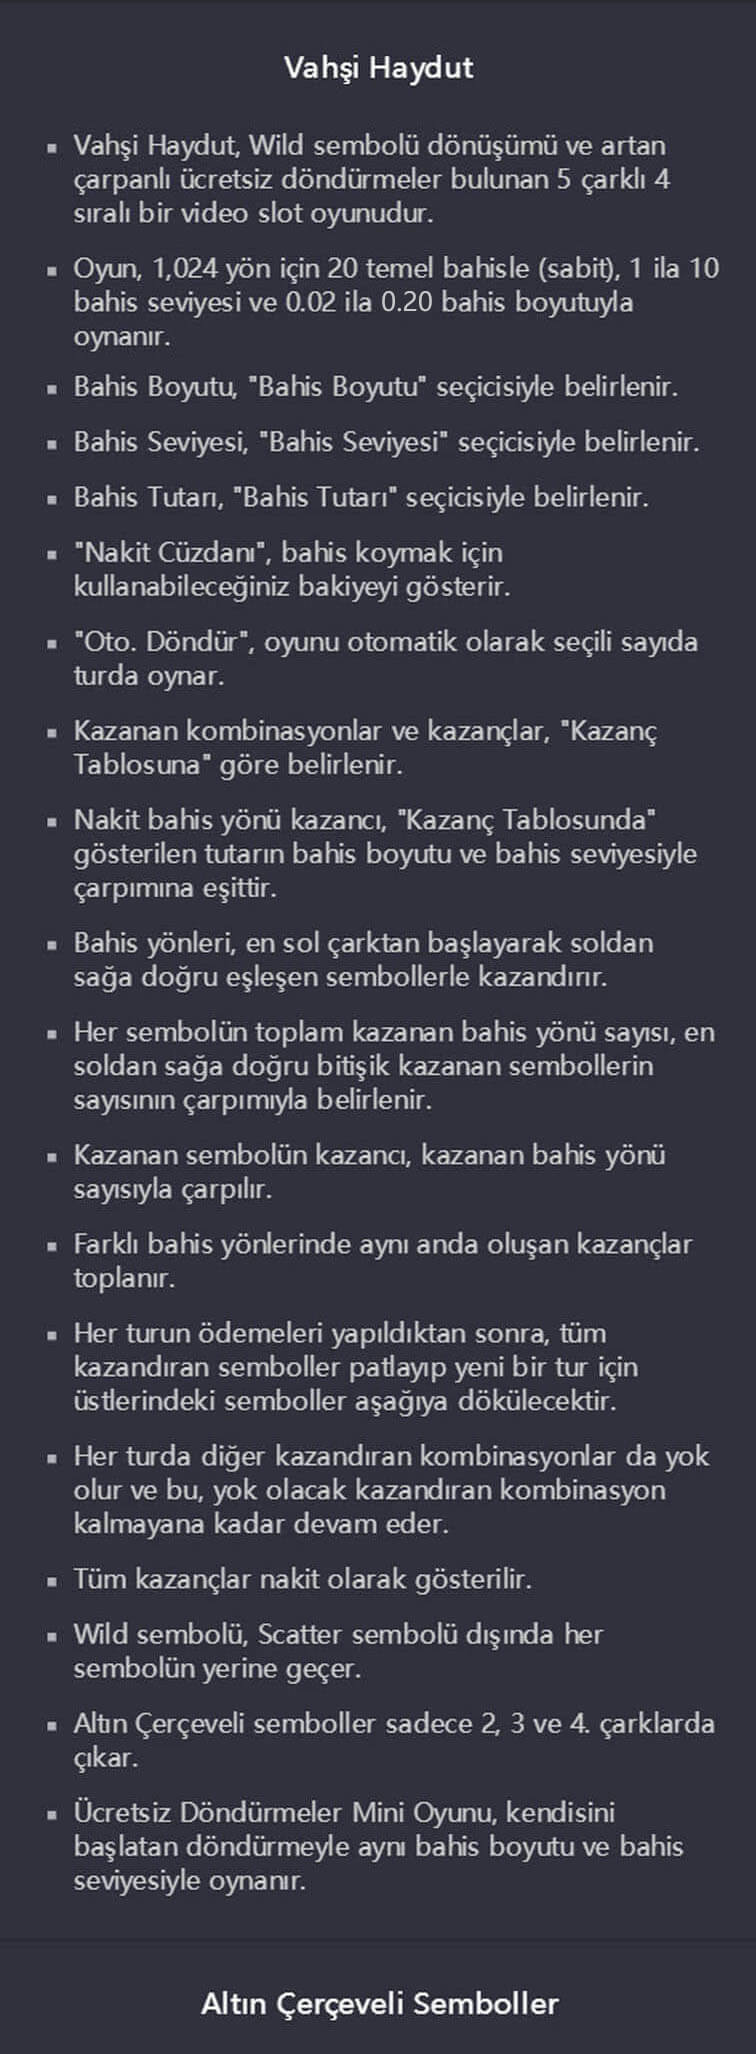 Vahşi Haydut
▪ Vahşi Haydut, Wild sembolü dönüşümü ve artan
çarpanlı ücretsiz döndürmeler bulunan 5 çarklı 4
sıralı bir video slot oyunudur.
▪ Oyun, 1,024 yön için 20 temel bahisle (sabit), 1 ila 10
bahis seviyesi ve 0.02 ila 0.20 bahis boyutuyla
oynanır.
▪ Bahis Boyutu, "Bahis Boyutu" seçicisiyle belirlenir.
▪ Bahis Seviyesi, "Bahis Seviyesi" seçicisiyle belirlenir.
▪ Bahis Tutarı, "Bahis Tutarı" seçicisiyle belirlenir.
▪ "Nakit Cüzdanı", bahis koymak için
kullanabileceğiniz bakiyeyi gösterir.
▪ "Oto. Döndür", oyunu otomatik olarak seçili sayıda
turda oynar.
▪ Kazanan kombinasyonlar ve kazançlar, "Kazanç
Tablosuna" göre belirlenir.
▪ Nakit bahis yönü kazancı, "Kazanç Tablosunda"
gösterilen tutarın bahis boyutu ve bahis seviyesiyle
çarpımına eşittir.
▪ Bahis yönleri, en sol çarktan başlayarak soldan
sağa doğru eşleşen sembollerle kazandırır.
▪ Her sembolün toplam kazanan bahis yönü sayısı, en
soldan sağa doğru bitişik kazanan sembollerin
sayısının çarpımıyla belirlenir.
▪ Kazanan sembolün kazancı, kazanan bahis yönü
sayısıyla çarpılır.
▪ Farklı bahis yönlerinde aynı anda oluşan kazançlar
toplanır.
▪ Her turun ödemeleri yapıldıktan sonra, tüm
kazandıran semboller patlayıp yeni bir tur için
üstlerindeki semboller aşağıya dökülecektir.
▪ Her turda diğer kazandıran kombinasyonlar da yok
olur ve bu, yok olacak kazandıran kombinasyon
kalmayana kadar devam eder.
▪ Tüm kazançlar nakit olarak gösterilir.
▪ Wild sembolü, Scatter sembolü dışında her
sembolün yerine geçer.
▪ Altın Çerçeveli semboller sadece 2, 3 ve 4. çarklarda
çıkar.
▪ Ücretsiz Döndürmeler Mini Oyunu, kendisini
başlatan döndürmeyle aynı bahis boyutu ve bahis
seviyesiyle oynanır.
Altın Çerçeveli Semboller